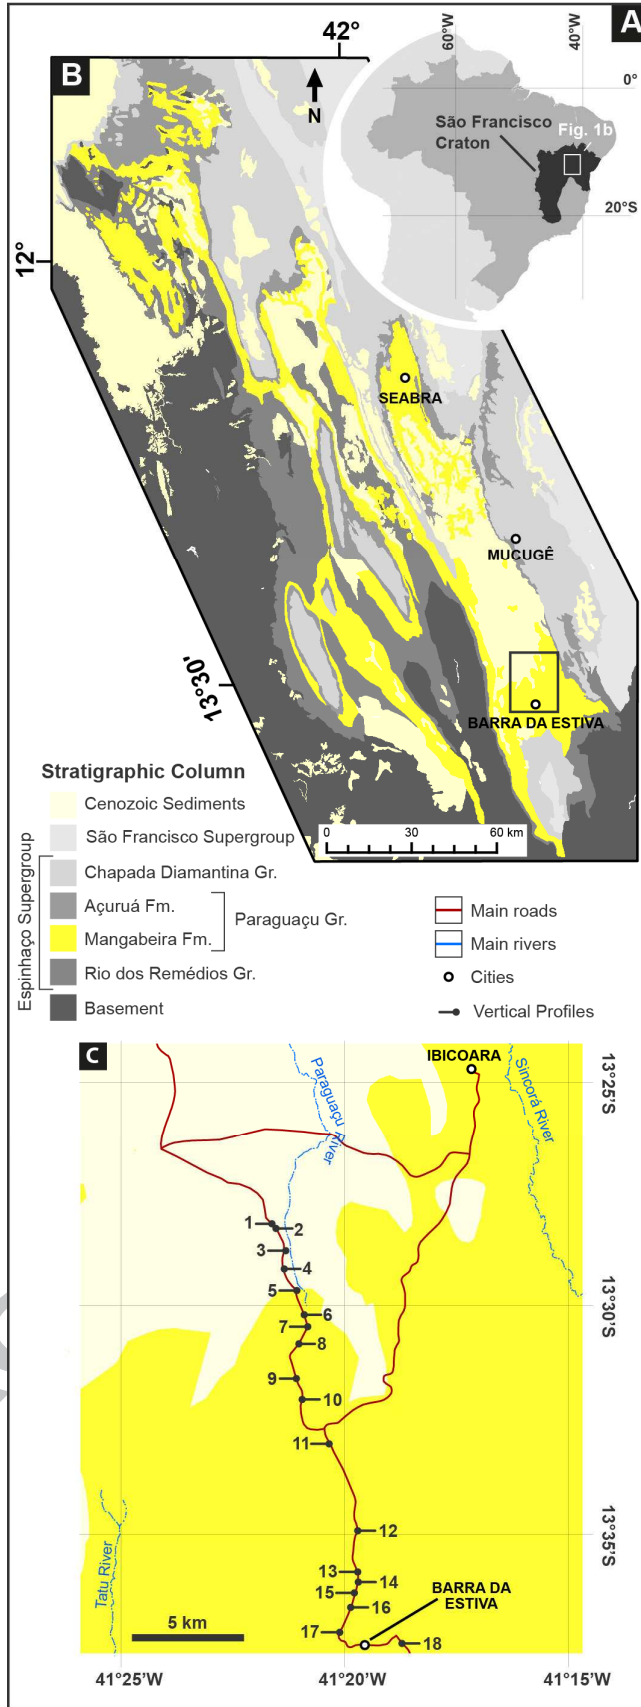 A
60°W
40°W
0°
Fig. 1b
São Francisco
Craton
20°S
B
42°
N
12°
SEABRA
MUCUGÊ
13°30'
BARRA DA ESTIVA
0 30 60 km
Stratigraphic Column
Cenozoic Sediments
São Francisco Supergroup
Espinhaço Supergroup
Chapada Diamantina Gr.
Açuruá Fm.
Paraguaçu Gr.
Mangabeira Fm.
Rio dos Remédios Gr.
Basement
Main roads
Main rivers
Cities
Vertical Profiles
C
IBICOARA
13°25'S
Paraguaçu River
Sincorá River
1
2
3
4
5
13°30'S
6
7
8
9
10
11
12
13°35'S
Tatu River
13
14
15
16
BARRA DA
ESTIVA
5 km
17
18
41°25'W
41°20'W
41°15'W